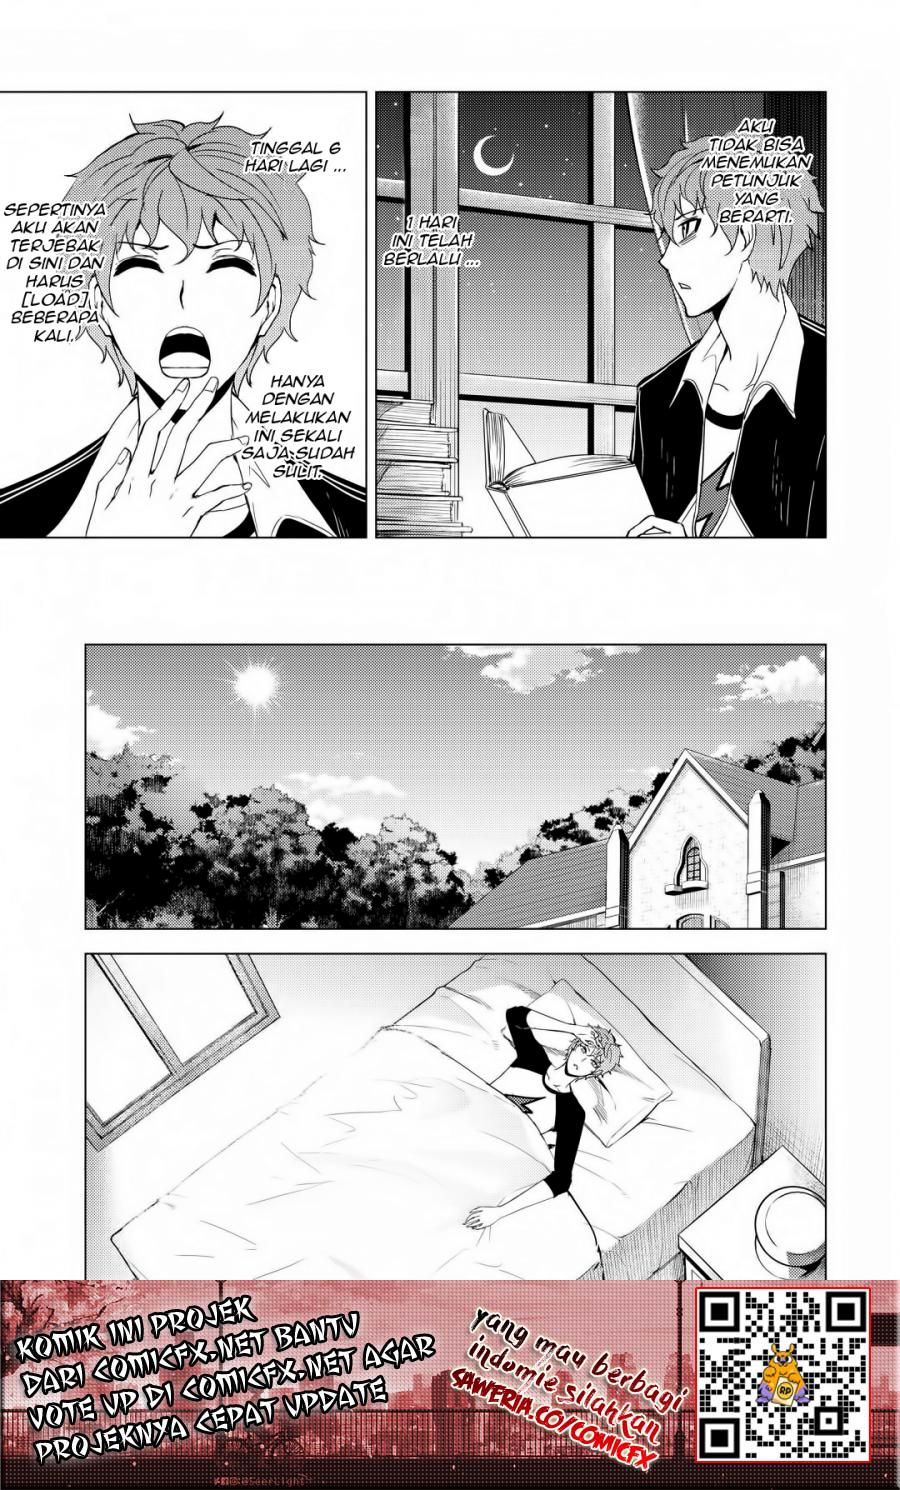 AKU
TIDAK BISA
MENEMUKAN
PETUNJUK
YANG
BERARTI.
1 HARI
INI TELAH
BERLALU ...
TINGGAL 6
HARI LAGI ...
SEPERTINYA
AKU AKAN
TERJEBAK
DI SINI DAN
HARUS
[LOAD]
BEBERAPA
KALI.
HANYA
DENGAN
MELAKUKAN
INI SEKALI
SAJA SUDAH
SULIT.
KOMIK INI PROJEK
DARI COMICFX.NET BANTU
VOTE UP DI COMICFX.NET AGAR
PROJEKNYA CEPAT UPDATE
yang mau berbagi
indomie silahkan
SAWERIA.CO/COMICFX
RP
@SeerLight